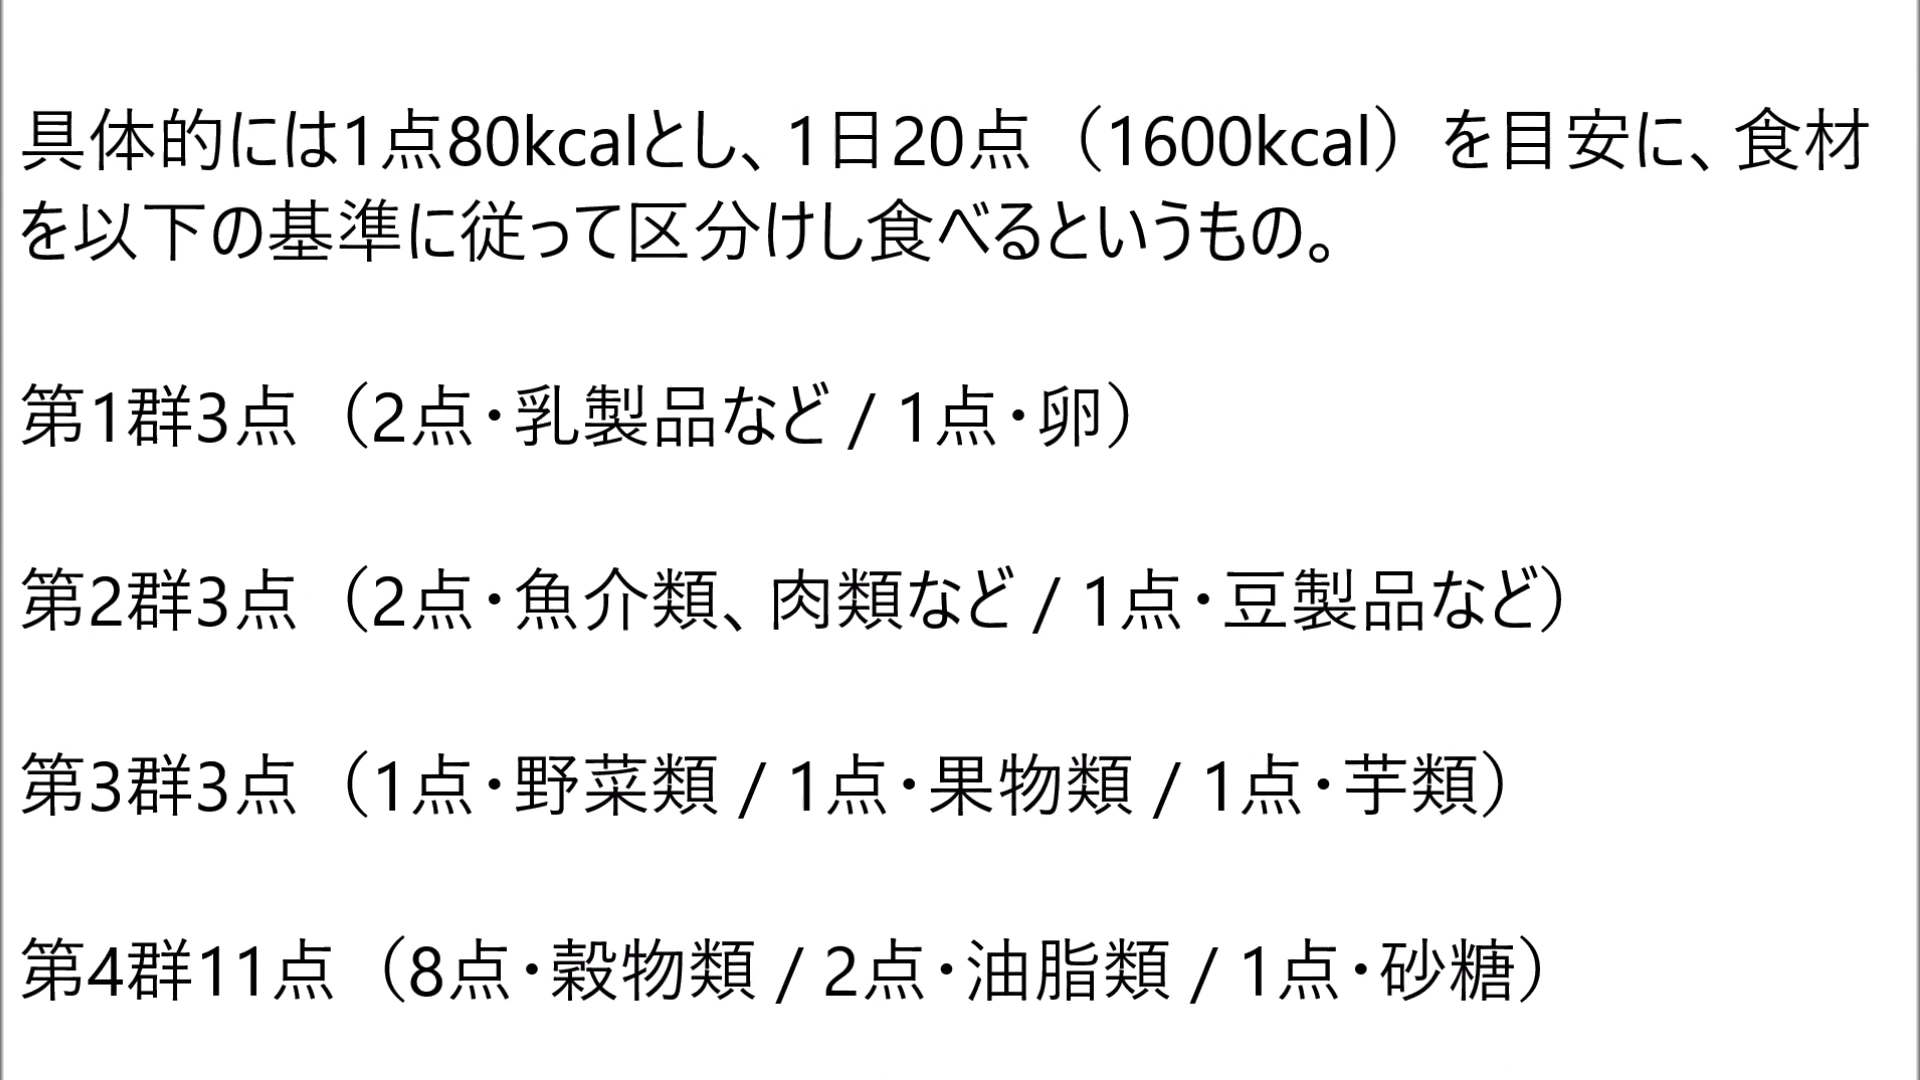 具体的には1点80kcalとし、1日20点（1600kcal）を目安に、食材
を以下の基準に従って区分けし食べるというもの。
第1群3点（2点・乳製品など / 1点・卵）
第2群3点（2点・魚介類、肉類など / 1点・豆製品など）
第3群3点（1点・野菜類 / 1点・果物類 / 1点・芋類）
第4群11点（8点・穀物類 / 2点・油脂類 / 1点・砂糖）